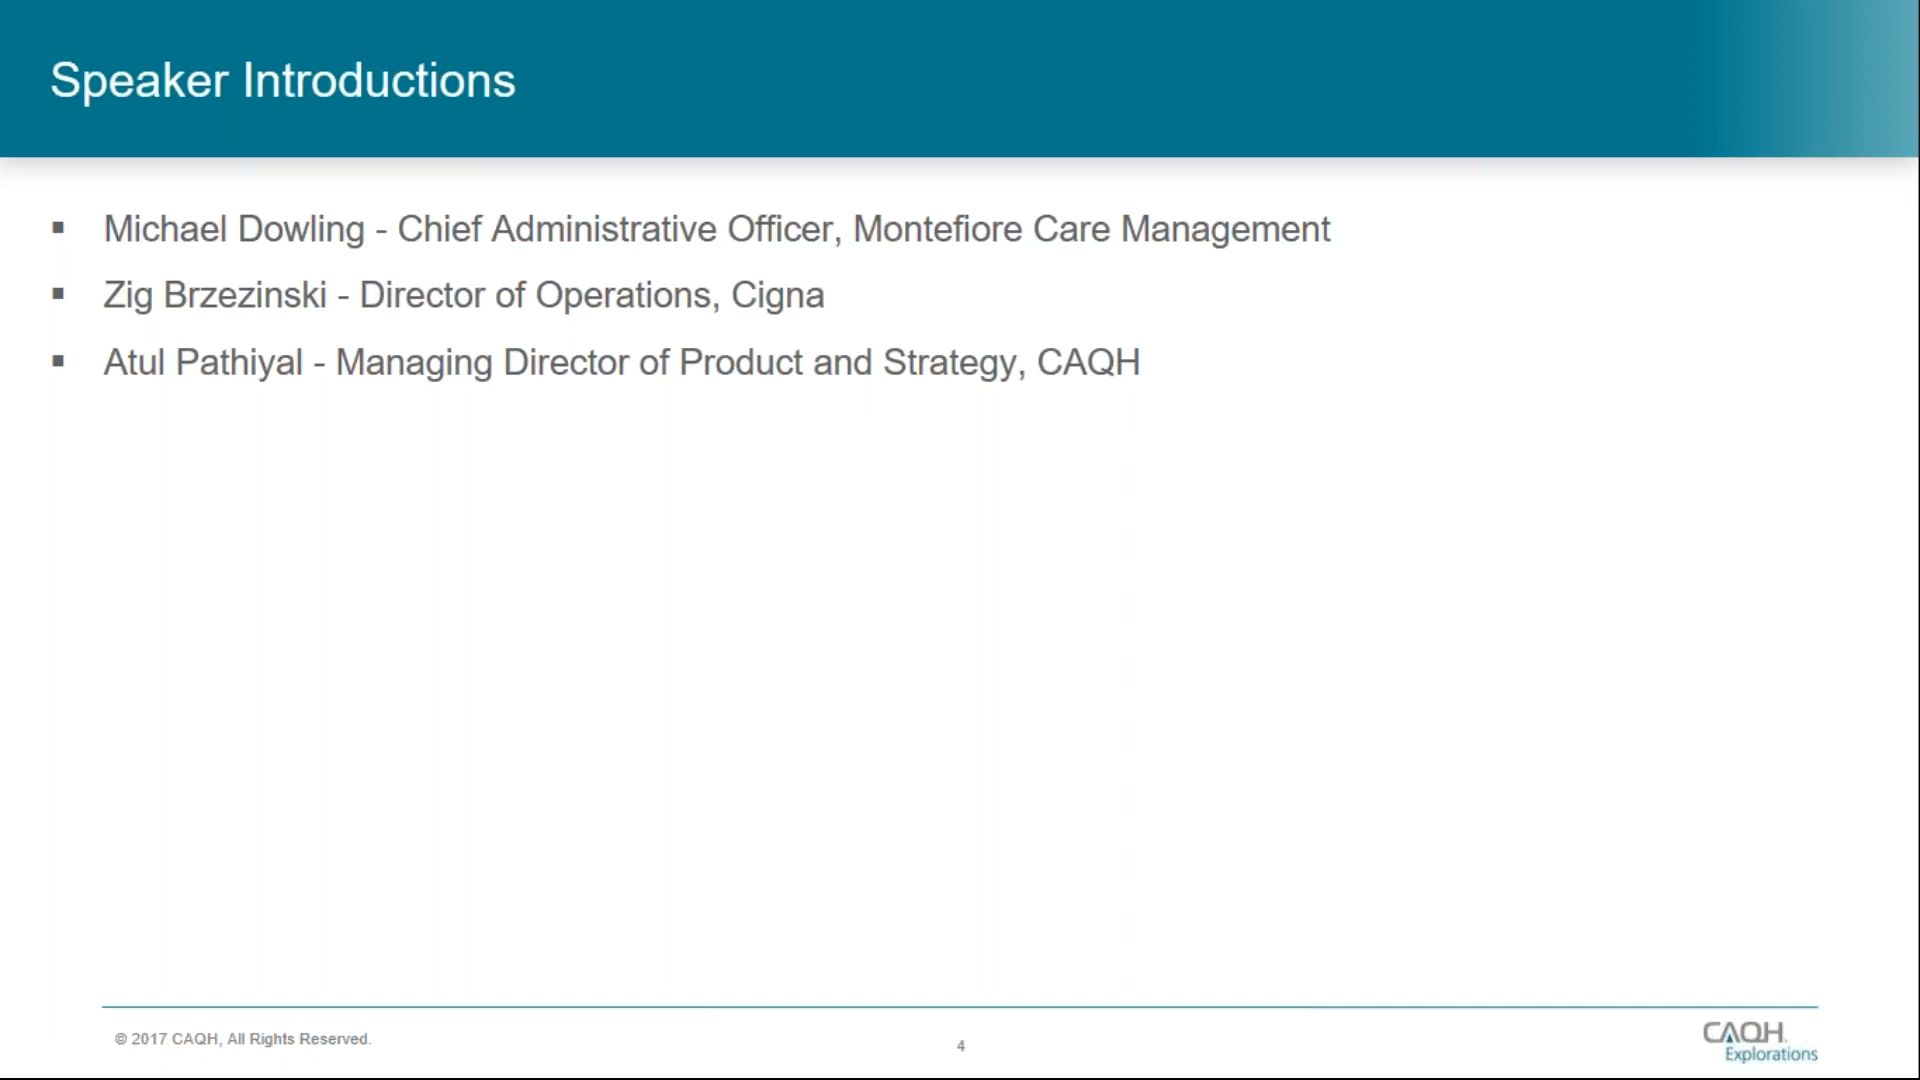 Speaker Introductions
▪ Michael Dowling - Chief Administrative Officer, Montefiore Care Management
▪ Zig Brzezinski - Director of Operations, Cigna
▪ Atul Pathiyal - Managing Director of Product and Strategy, CAQH
© 2017 CAQH, All Rights Reserved.
4
CAQH
Explorations